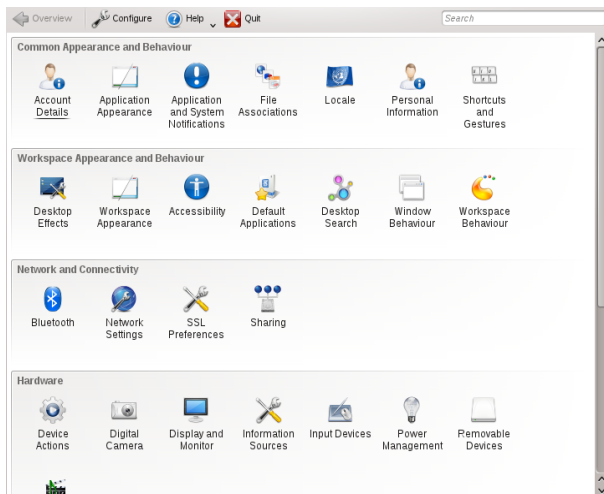 Overview Configure Help Quit Search
Common Appearance and Behaviour
Account Details
Application Appearance
Application and System Notifications
File Associations
Locale
Personal Information
Shortcuts and Gestures
Workspace Appearance and Behaviour
Desktop Effects
Workspace Appearance
Accessibility
Default Applications
Desktop Search
Window Behaviour
Workspace Behaviour
Network and Connectivity
Bluetooth
Network Settings
SSL Preferences
Sharing
Hardware
Device Actions
Digital Camera
Display and Monitor
Information Sources
Input Devices
Power Management
Removable Devices